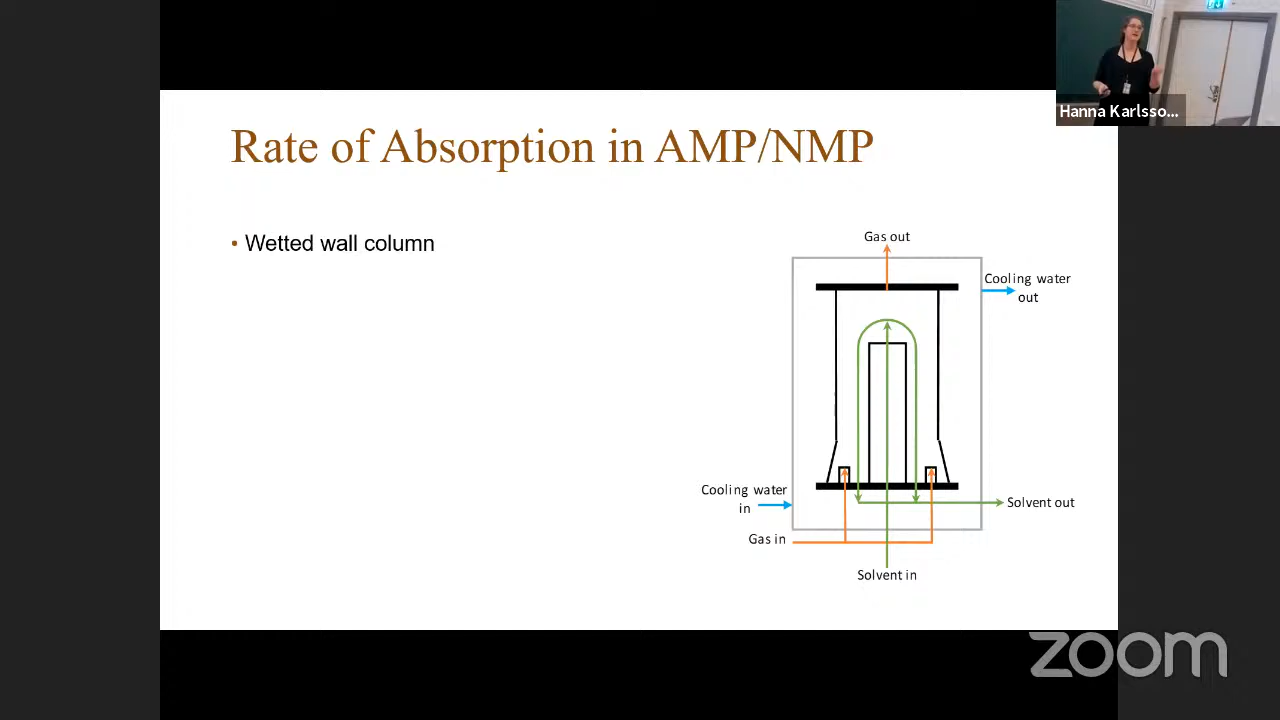 Hanna Karlsso...
Rate of Absorption in AMP/NMP
• Wetted wall column
Gas out
Cooling water
out
Cooling water
in
Solvent out
Gas in
Solvent in
zoom